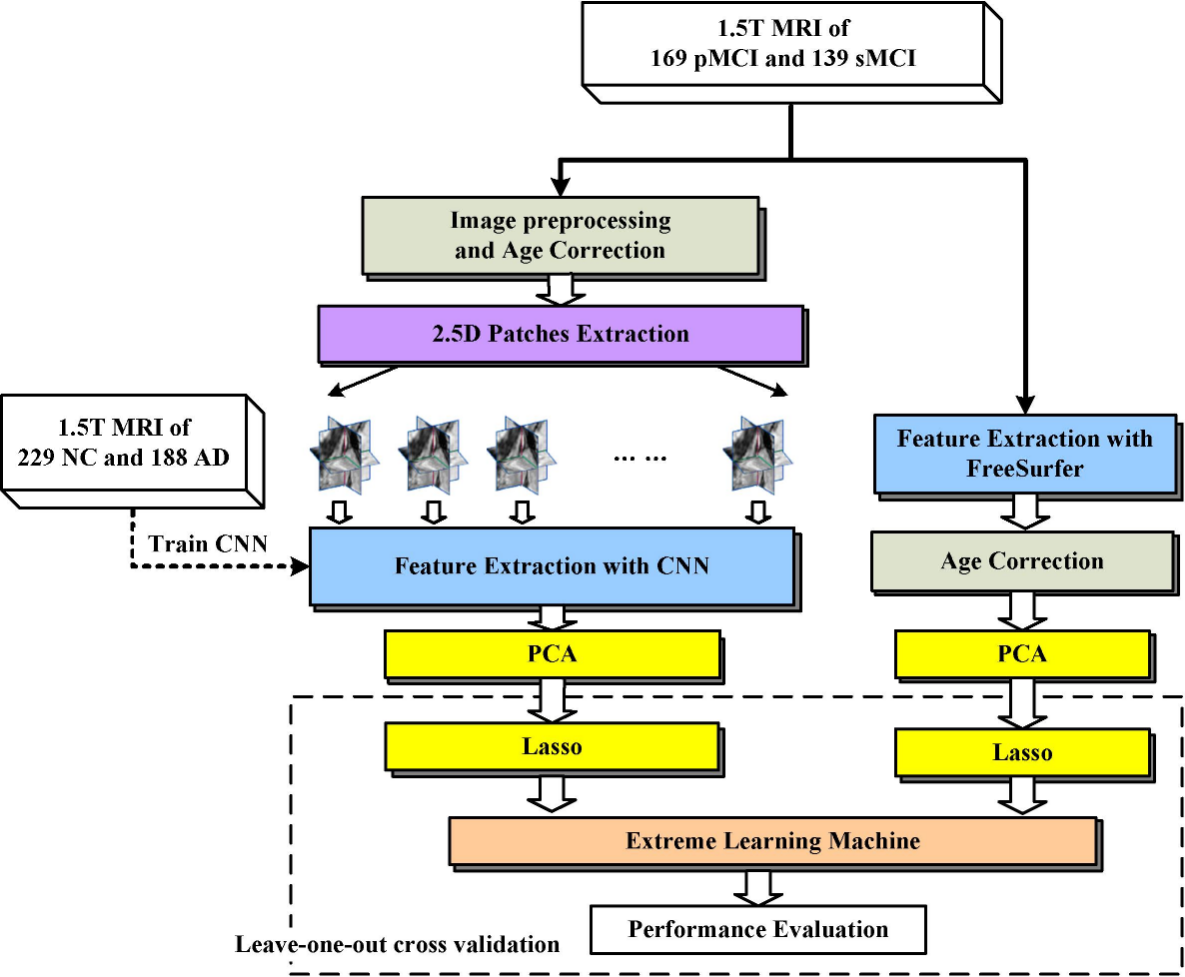 1.5T MRI of
169 pMCI and 139 sMCI
Image preprocessing
and Age Correction
2.5D Patches Extraction
1.5T MRI of
229 NC and 188 AD
... ...
Feature Extraction with
FreeSurfer
Train CNN
Feature Extraction with CNN
Age Correction
PCA
PCA
Lasso
Lasso
Extreme Learning Machine
Performance Evaluation
Leave-one-out cross validation